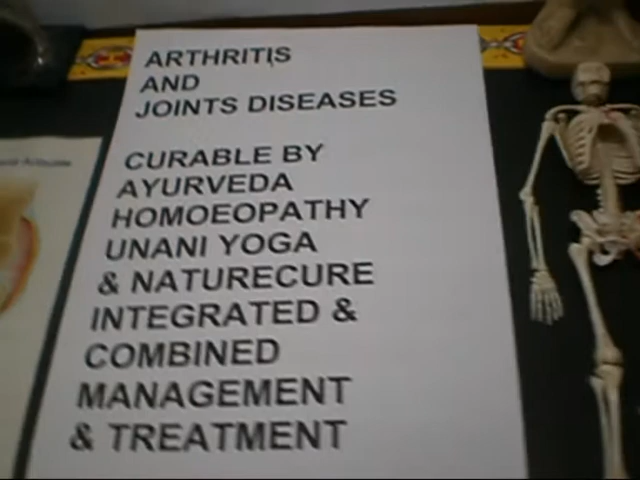 ARTHRITIS
AND
JOINTS DISEASES
CURABLE BY
AYURVEDA
HOMOEOPATHY
UNANI YOGA
& NATURECURE
INTEGRATED &
COMBINED
MANAGEMENT
& TREATMENT